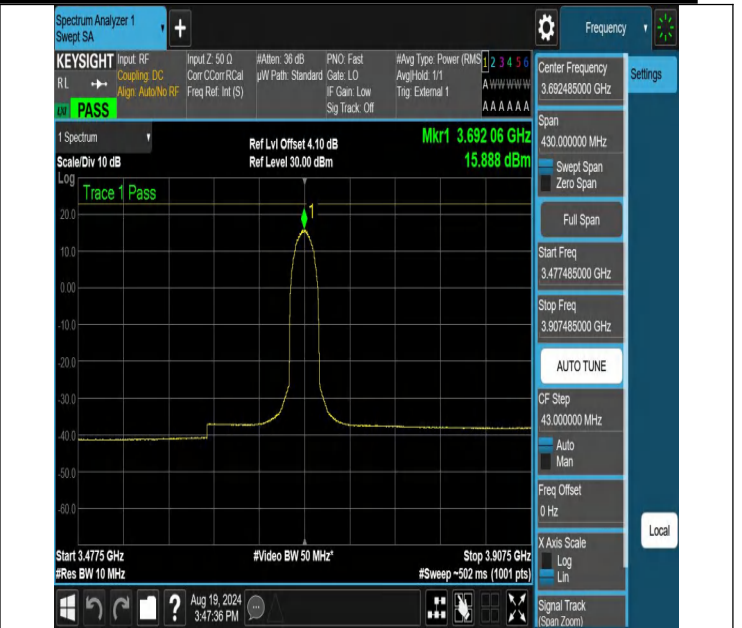 Spectrum Analyzer 1
Swept SA
+
Frequency
KEYSIGHT
RL
PASS
Input: RF
Coupling: DC
Align: Auto/No RF
Input Z: 50 Ω
Corr CCorr RCal
Freq Ref: Int (S)
#Atten: 36 dB
µW Path: Standard
PNO: Fast
Gate: LO
IF Gain: Low
Sig Track: Off
#Avg Type: Power (RMS
Avg|Hold: 1/1
Trig: External 1
1 2 3 4 5 6
A W W W W W
A A A A A A
1 Spectrum
Scale/Div 10 dB
Log
Ref Lvl Offset 4.10 dB
Ref Level 30.00 dBm
Mkr1 3.692 06 GHz
15.888 dBm
Trace 1 Pass
1
20.0
10.0
0.00
-10.0
-20.0
-30.0
-40.0
-50.0
-60.0
Start 3.4775 GHz
#Res BW 10 MHz
#Video BW 50 MHz*
Stop 3.9075 GHz
#Sweep ~502 ms (1001 pts)
Center Frequency
3.692485000 GHz
Settings
Span
430.000000 MHz
Swept Span
Zero Span
Full Span
Start Freq
3.477485000 GHz
Stop Freq
3.907485000 GHz
AUTO TUNE
CF Step
43.000000 MHz
Auto
Man
Freq Offset
0 Hz
Local
X Axis Scale
Log
Lin
Signal Track
(Span Zoom)
?
Aug 19, 2024
3:47:36 PM